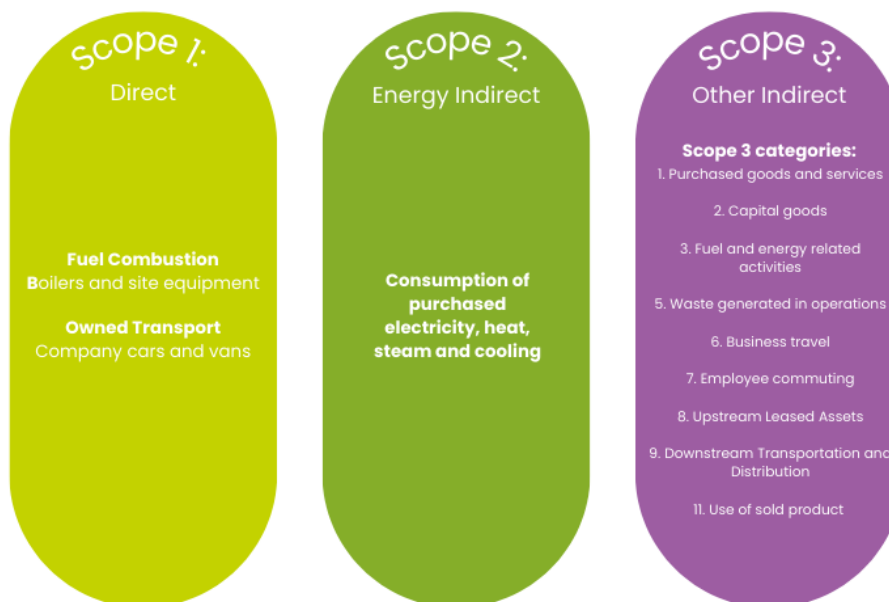 Scope 1:
Direct
Fuel Combustion
Boilers and site equipment
Owned Transport
Company cars and vans
Scope 2:
Energy Indirect
Consumption of
purchased
electricity, heat,
steam and cooling
Scope 3:
Other Indirect
Scope 3 categories:
1. Purchased goods and services
2. Capital goods
3. Fuel and energy related
activities
5. Waste generated in operations
6. Business travel
7. Employee commuting
8. Upstream Leased Assets
9. Downstream Transportation and
Distribution
11. Use of sold product